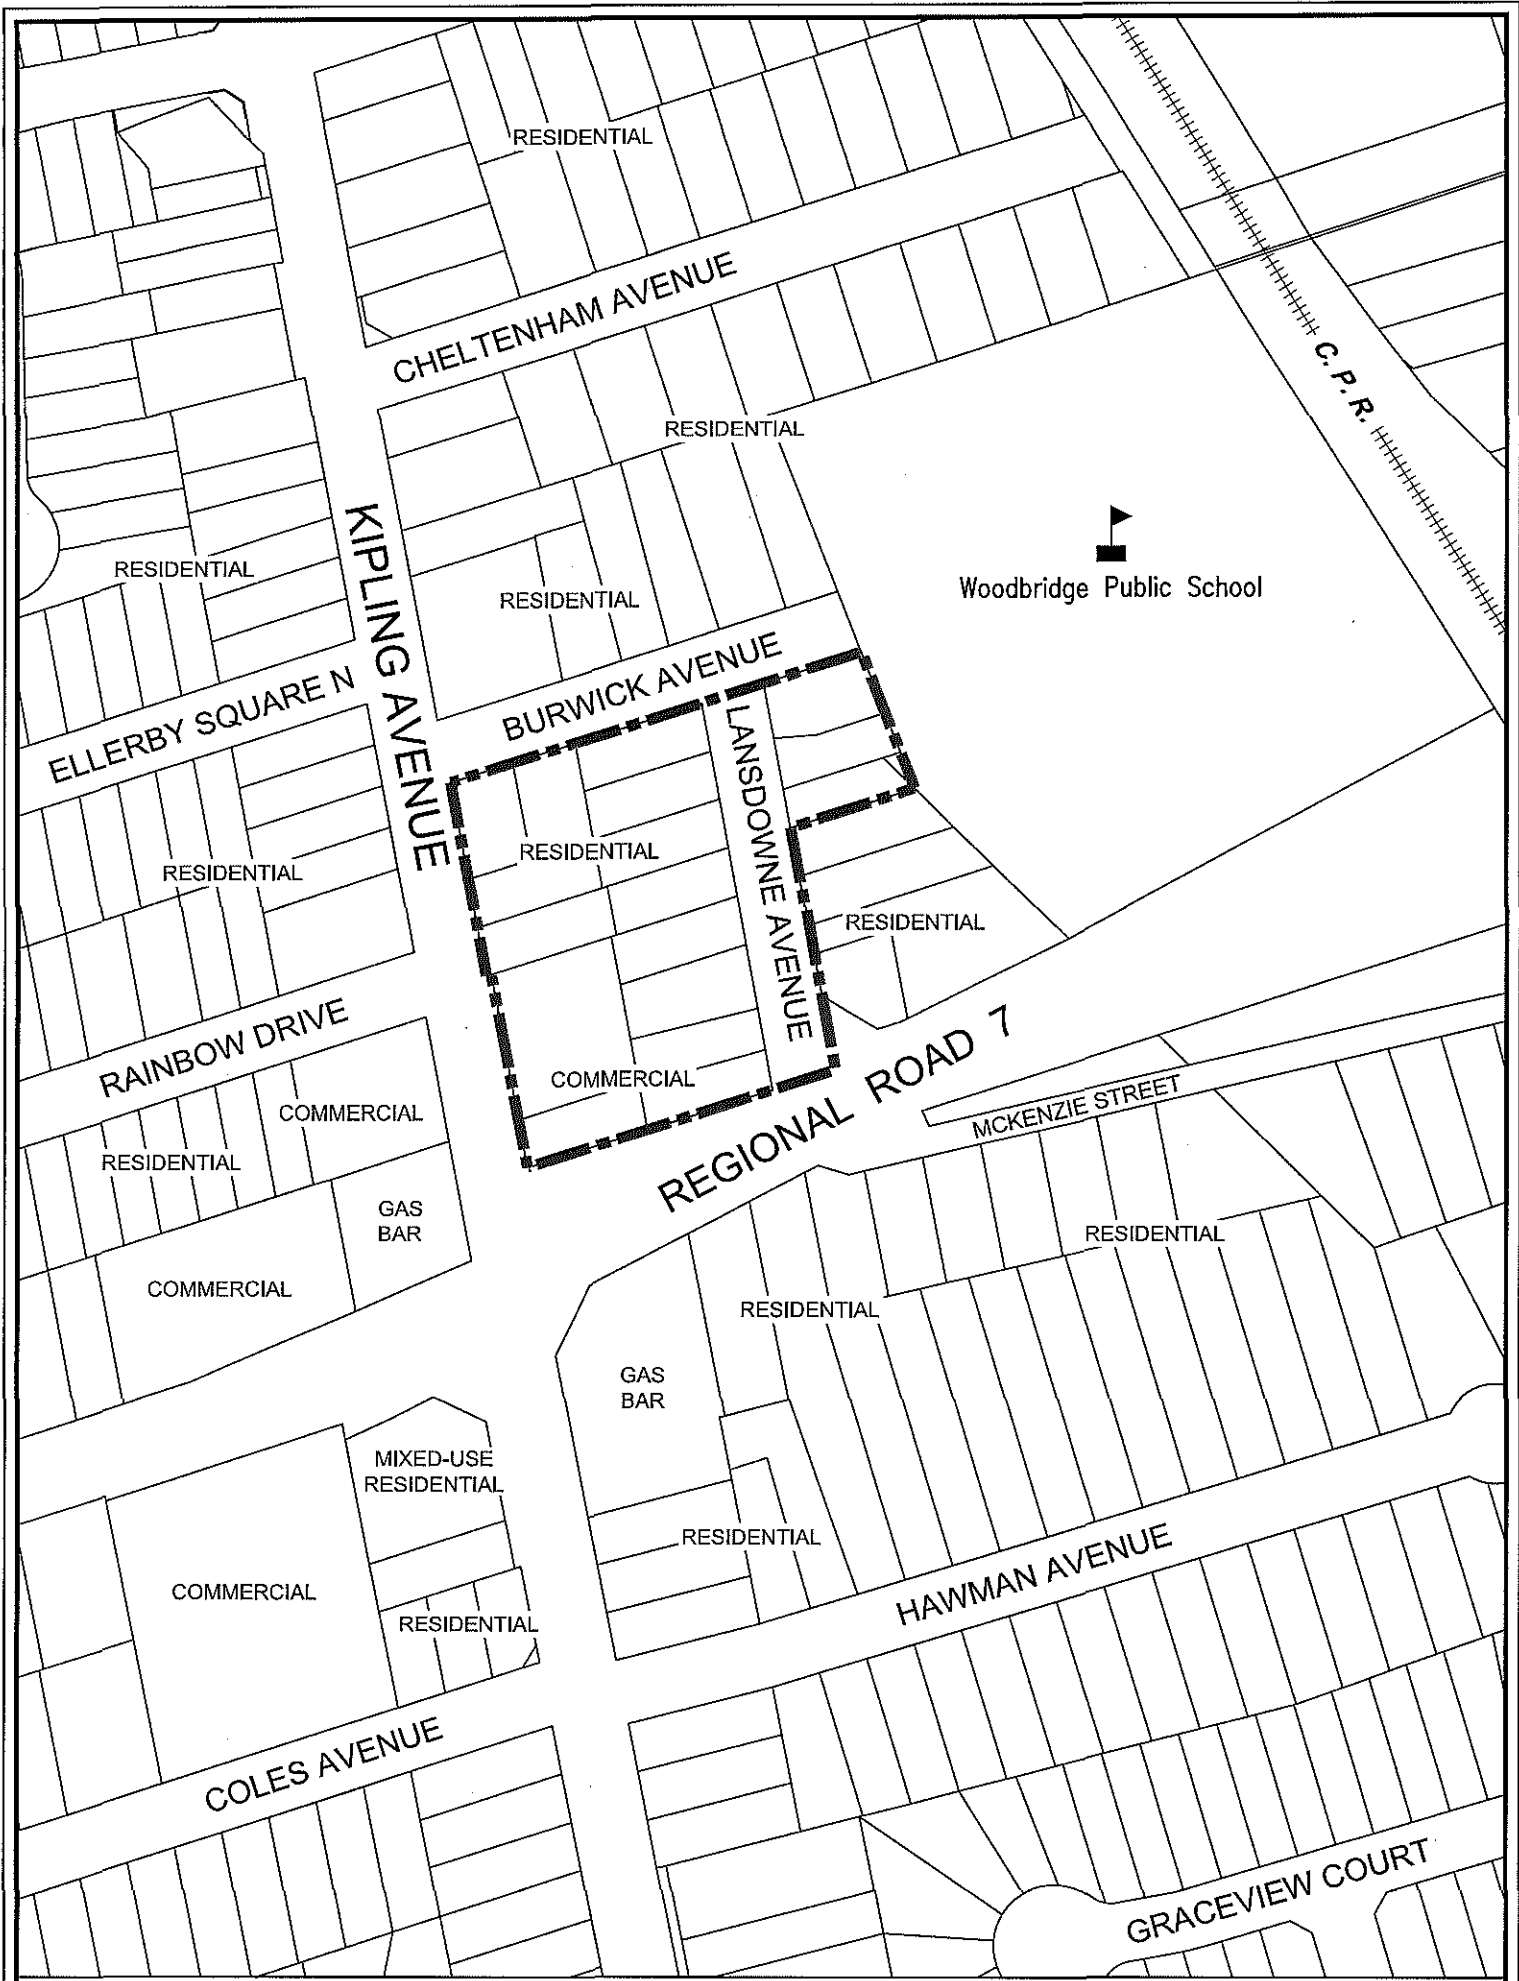 RESIDENTIAL
CHELTENHAM AVENUE
C.P.R.
RESIDENTIAL
KIPLING AVENUE
RESIDENTIAL
RESIDENTIAL
Woodbridge Public School
BURWICK AVENUE
ELLERBY SQUARE N
LANSDOWNE AVENUE
RESIDENTIAL
RESIDENTIAL
RESIDENTIAL
RAINBOW DRIVE
REGIONAL ROAD 7
COMMERCIAL
COMMERCIAL
MCKENZIE STREET
RESIDENTIAL
GAS
BAR
RESIDENTIAL
COMMERCIAL
RESIDENTIAL
GAS
BAR
MIXED-USE
RESIDENTIAL
RESIDENTIAL
COMMERCIAL
HAWMAN AVENUE
RESIDENTIAL
COLES AVENUE
GRACEVIEW COURT